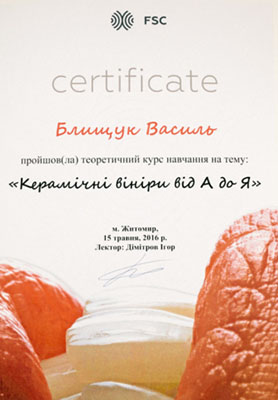 FSC
certificate
Блищук Василь
пройшов(ла) теоретичний курс навчання на тему:
«Керамічні вініри від А до Я»
м. Житомир,
15 травня, 2016 р.
Лектор: Дімітров Ігор